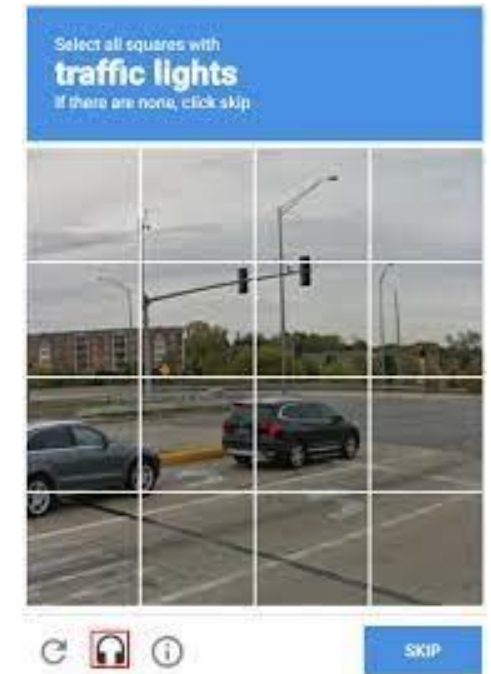 Select all squares with
traffic lights
If there are none, click skip
SKIP